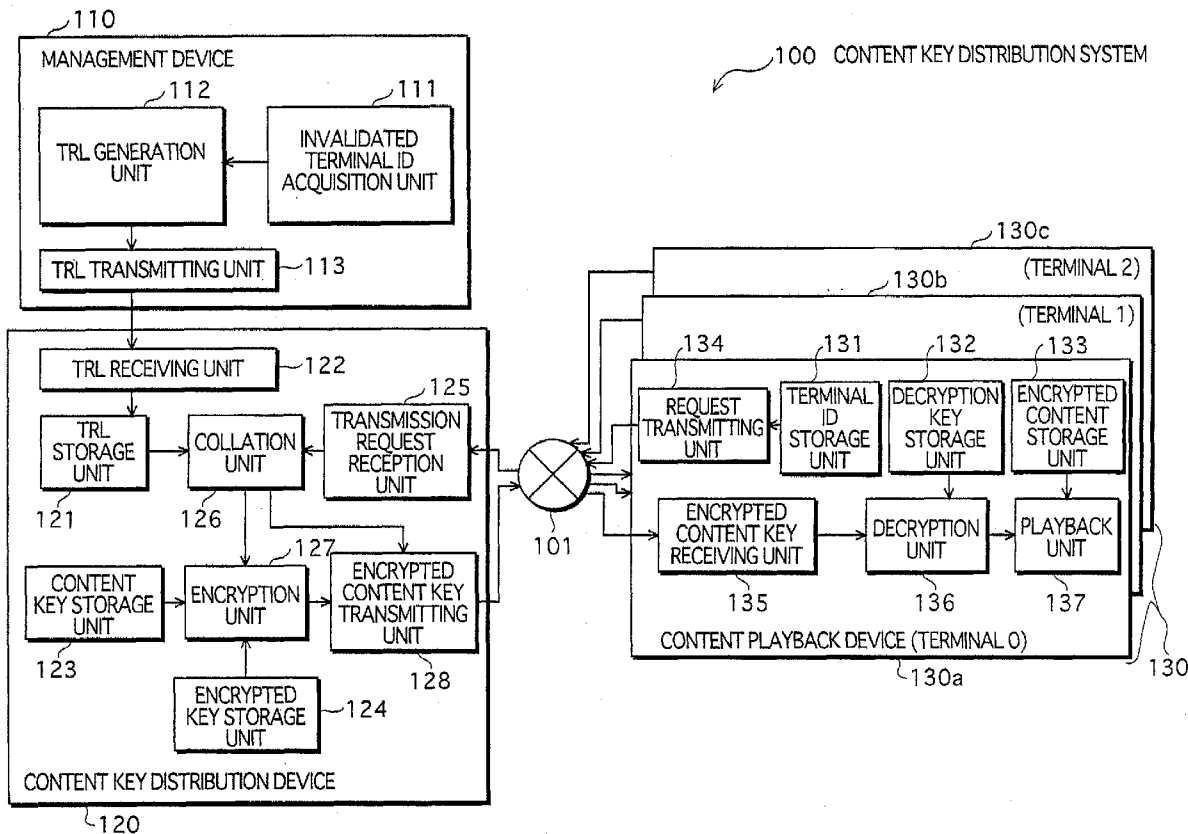 110
MANAGEMENT DEVICE
112
111
TRL GENERATION
UNIT
INVALIDATED
TERMINAL ID
ACQUISITION UNIT
TRL TRANSMITTING UNIT
113
100 CONTENT KEY DISTRIBUTION SYSTEM
TRL RECEIVING UNIT
122
125
TRL
STORAGE
UNIT
121
COLLATION
UNIT
126
TRANSMISSION
REQUEST
RECEPTION
UNIT
127
CONTENT
KEY STORAGE
UNIT
123
ENCRYPTION
UNIT
ENCRYPTED
CONTENT KEY
TRANSMITTING
UNIT
128
ENCRYPTED
KEY STORAGE
UNIT
124
CONTENT KEY DISTRIBUTION DEVICE
120
101
130c
(TERMINAL 2)
130b
(TERMINAL 1)
134
131
132
133
REQUEST
TRANSMITTING
UNIT
TERMINAL
ID
STORAGE
UNIT
DECRYPTION
KEY
STORAGE
UNIT
ENCRYPTED
CONTENT
STORAGE
UNIT
ENCRYPTED
CONTENT KEY
RECEIVING UNIT
135
DECRYPTION
UNIT
136
PLAYBACK
UNIT
137
CONTENT PLAYBACK DEVICE (TERMINAL 0)
130a
130